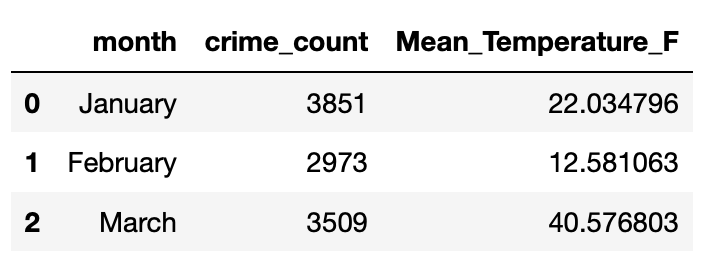 month crime_count Mean_Temperature_F
0 January 3851 22.034796
1 February 2973 12.581063
2 March 3509 40.576803